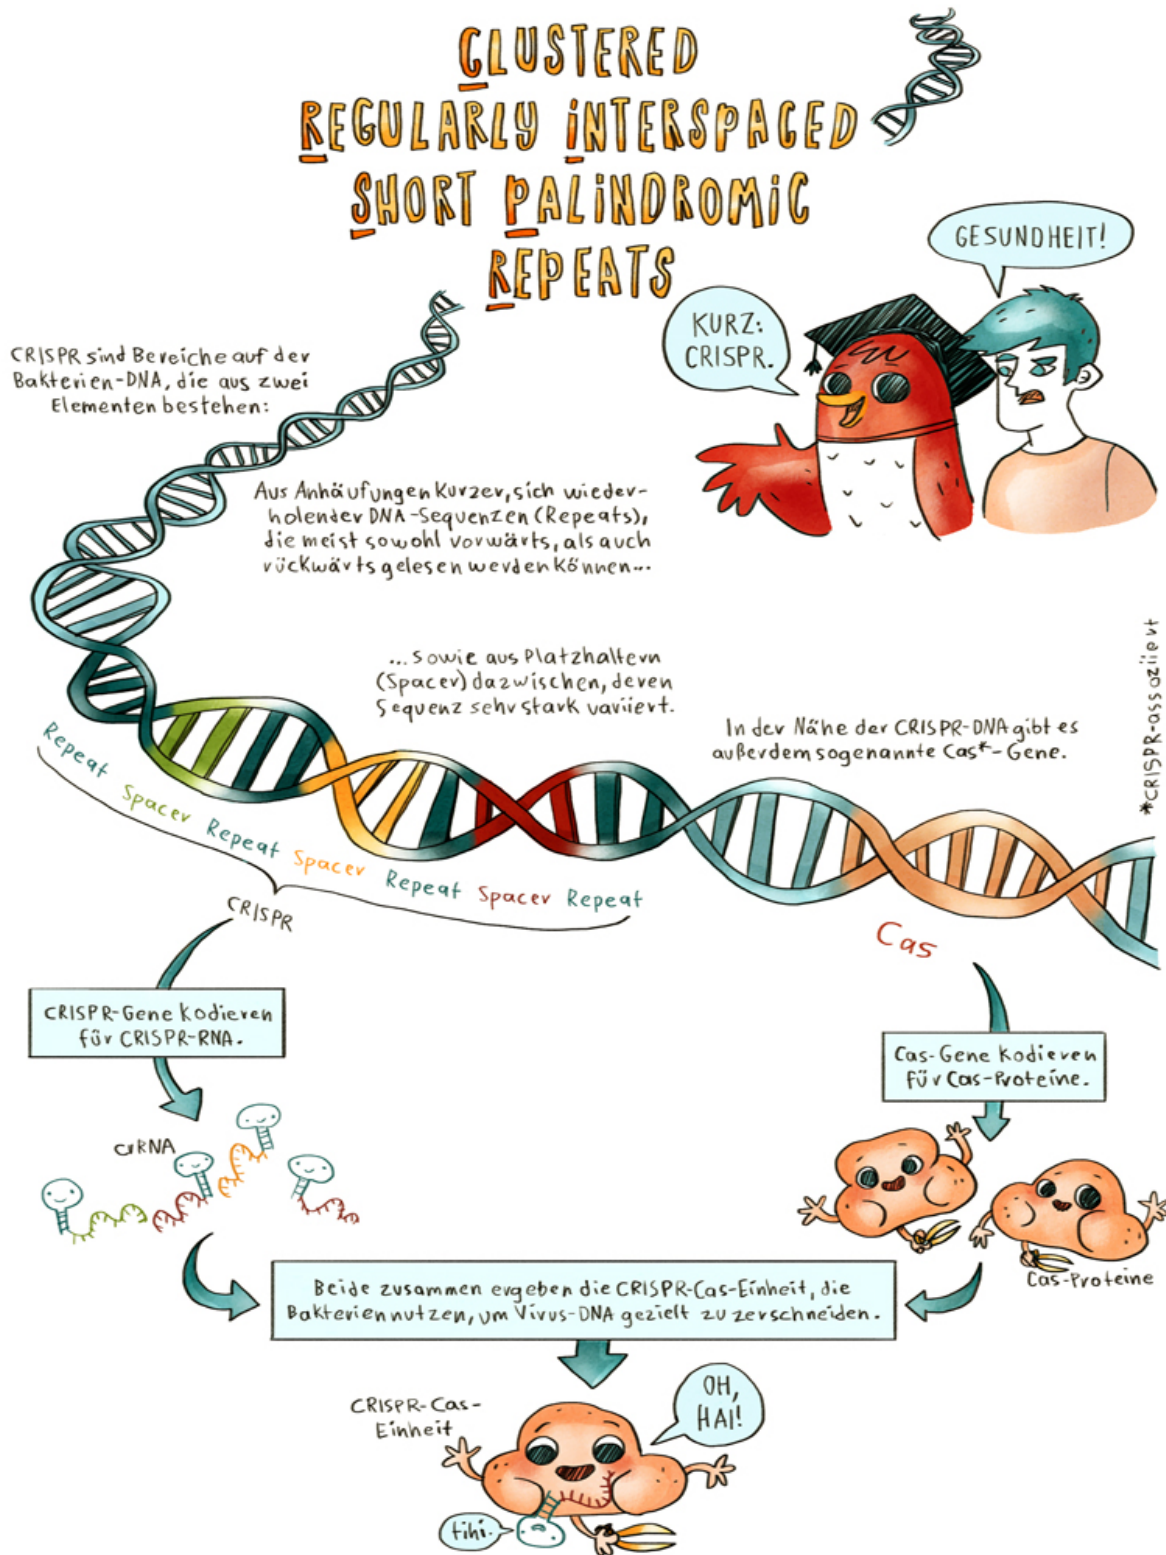 CLUSTERED
REGULARLY INTERSPACED
SHORT PALINDROMIC
REPEATS
GESUNDHEIT!
KURZ:
CRISPR.
CRISPR sind Bereiche auf der
Bakterien-DNA, die aus zwei
Elementen bestehen:
Aus Anhäufungen kurzer, sich wieder-
holender DNA-Sequenzen (Repeats),
die meist sowohl vorwärts, als auch
rückwärts gelesen werden können...
... sowie aus Platzhaltern
(Spacer) dazwischen, deren
Sequenz sehr stark variiert.
In der Nähe der CRISPR-DNA gibt es
außerdem sogenannte Cas*-Gene.
*CRISPR-assoziiert
Repeat Spacer Repeat Spacer Repeat Spacer Repeat
CRISPR
Cas
CRISPR-Gene kodieren
für CRISPR-RNA.
Cas-Gene kodieren
für Cas-Proteine.
crRNA
Cas-Proteine
Beide zusammen ergeben die CRISPR-Cas-Einheit, die
Bakterien nutzen, um Virus-DNA gezielt zu zerschneiden.
CRISPR-Cas-
Einheit
OH,
HAI!
tihi.